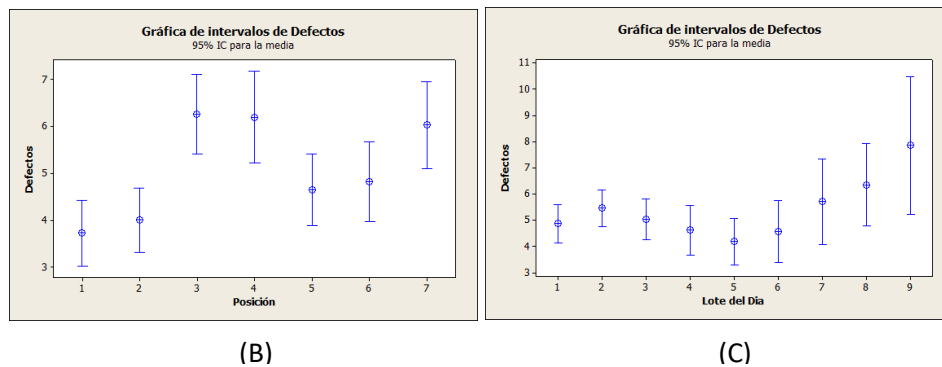 Gráfica de intervalos de Defectos
95% IC para la media
Defectos
7
6
5
4
3
1 2 3 4 5 6 7
Posición
(B)
Gráfica de intervalos de Defectos
95% IC para la media
Defectos
11
10
9
8
7
6
5
4
3
1 2 3 4 5 6 7 8 9
Lote del Dia
(C)